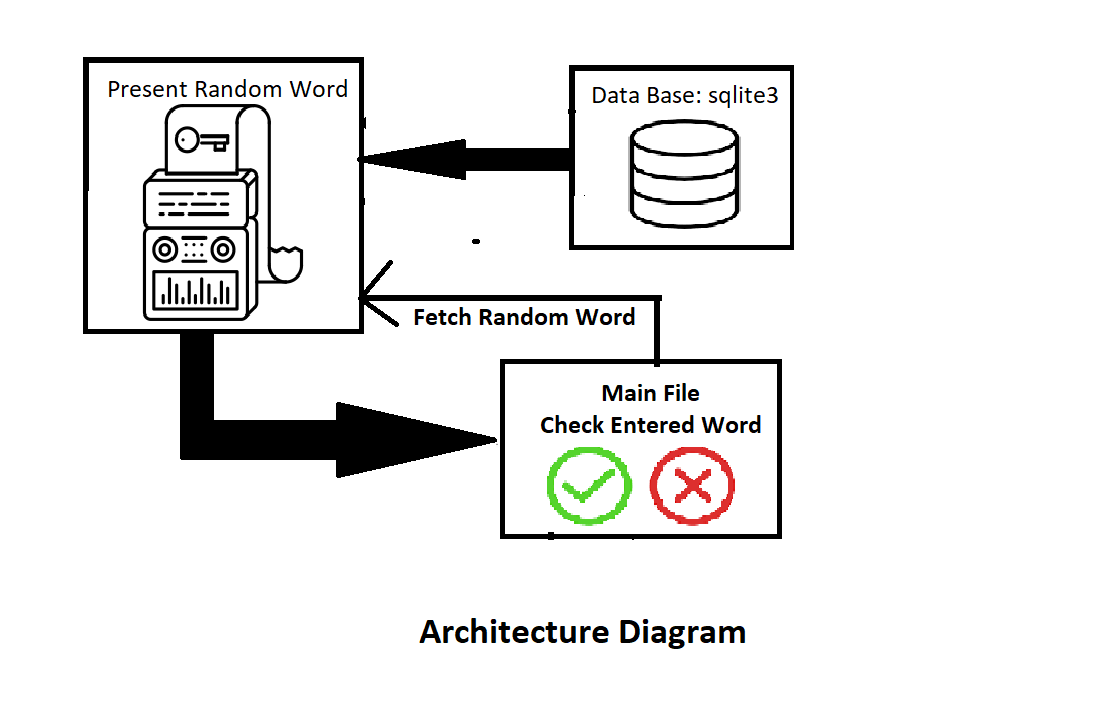 Present Random Word
Data Base: sqlite3
Fetch Random Word
Main File
Check Entered Word
Architecture Diagram